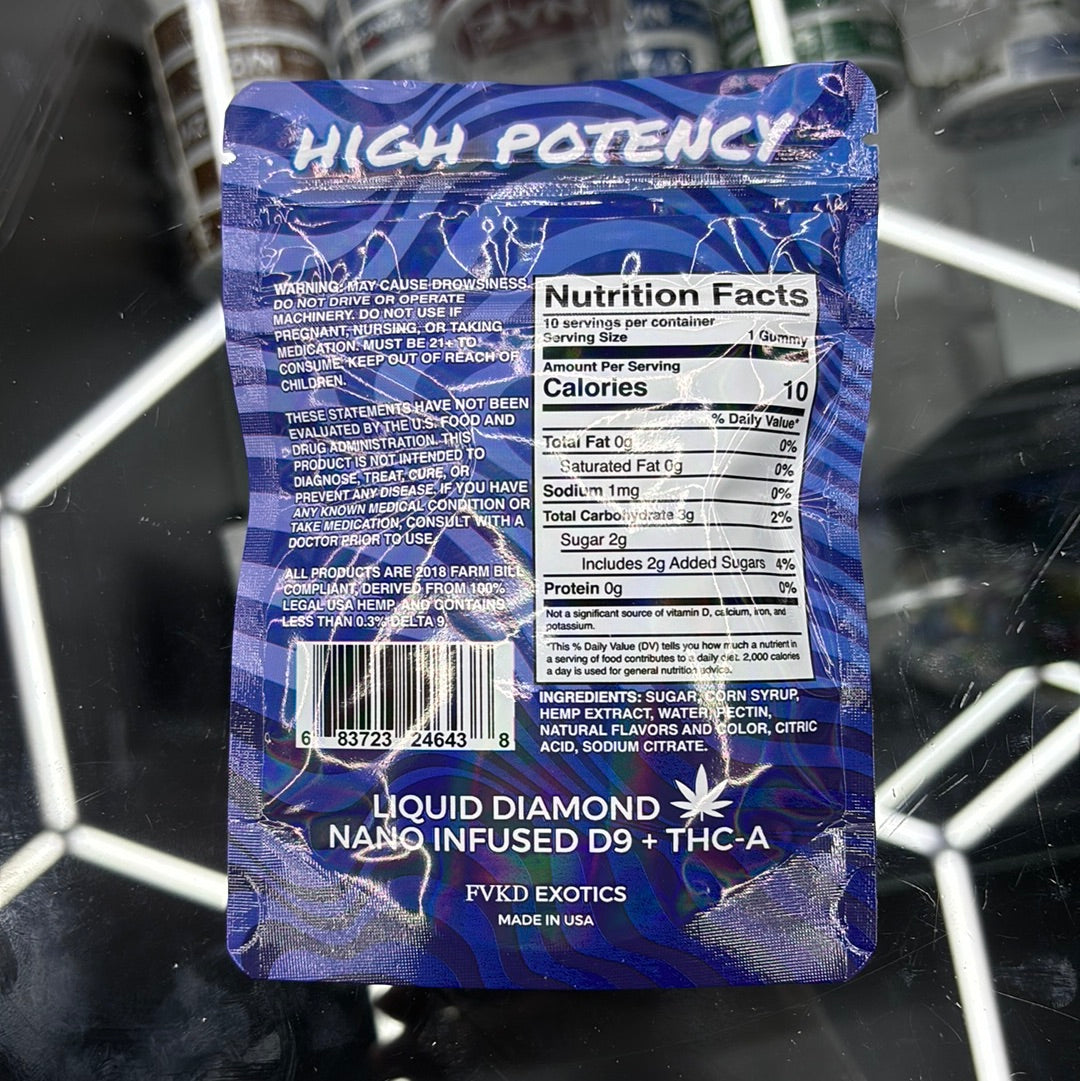 HIGH POTENCY
WARNING: MAY CAUSE DROWSINESS.
DO NOT DRIVE OR OPERATE
MACHINERY. DO NOT USE IF
PREGNANT, NURSING, OR TAKING
MEDICATION. MUST BE 21+ TO
CONSUME. KEEP OUT OF REACH OF
CHILDREN.
THESE STATEMENTS HAVE NOT BEEN
EVALUATED BY THE U.S. FOOD AND
DRUG ADMINISTRATION. THIS
PRODUCT IS NOT INTENDED TO
DIAGNOSE, TREAT, CURE, OR
PREVENT ANY DISEASE. IF YOU HAVE
ANY KNOWN MEDICAL CONDITION OR
TAKE MEDICATION, CONSULT WITH A
DOCTOR PRIOR TO USE.
ALL PRODUCTS ARE 2018 FARM BILL
COMPLIANT, DERIVED FROM 100%
LEGAL USA HEMP, AND CONTAINS
LESS THAN 0.3% DELTA 9.
6 83723 24643 8
Nutrition Facts
10 servings per container
Serving Size 1 Gummy
Amount Per Serving
Calories 10
% Daily Value*
Total Fat 0g 0%
Saturated Fat 0g 0%
Sodium 1mg 0%
Total Carbohydrate 3g 2%
Sugar 2g
Includes 2g Added Sugars 4%
Protein 0g 0%
Not a significant source of vitamin D, calcium, iron, and
potassium.
*This % Daily Value (DV) tells you how much a nutrient in
a serving of food contributes to a daily diet. 2,000 calories
a day is used for general nutrition advice.
INGREDIENTS: SUGAR, CORN SYRUP,
HEMP EXTRACT, WATER, PECTIN,
NATURAL FLAVORS AND COLOR, CITRIC
ACID, SODIUM CITRATE.
LIQUID DIAMOND
NANO INFUSED D9 + THC-A
FVKD EXOTICS
MADE IN USA